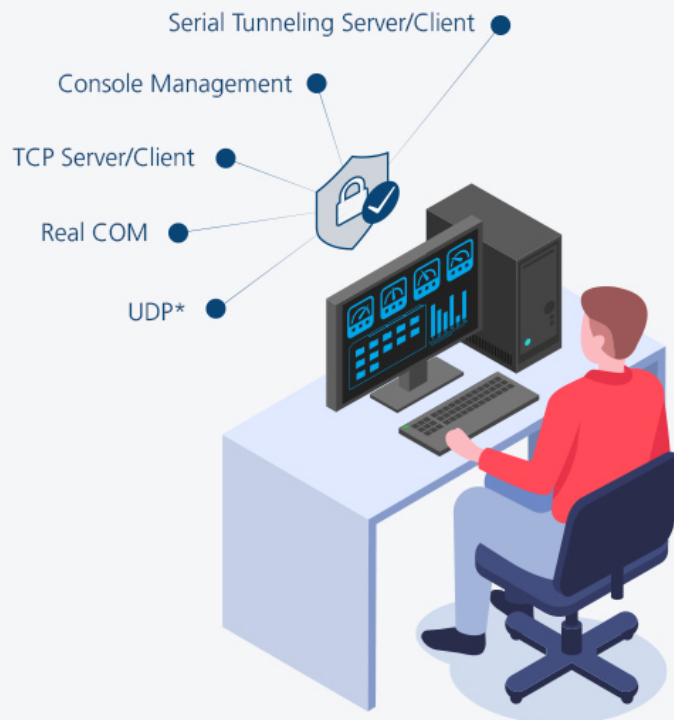 Serial Tunneling Server/Client
Console Management
TCP Server/Client
Real COM
UDP*